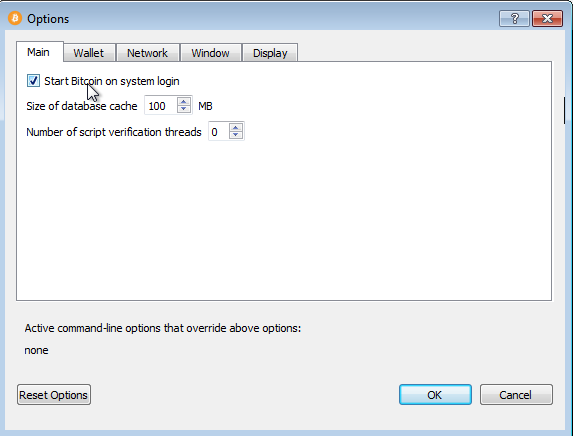 Options
Main Wallet Network Window Display
Start Bitcoin on system login
Size of database cache 100 MB
Number of script verification threads 0
Active command-line options that override above options:
none
Reset Options OK Cancel